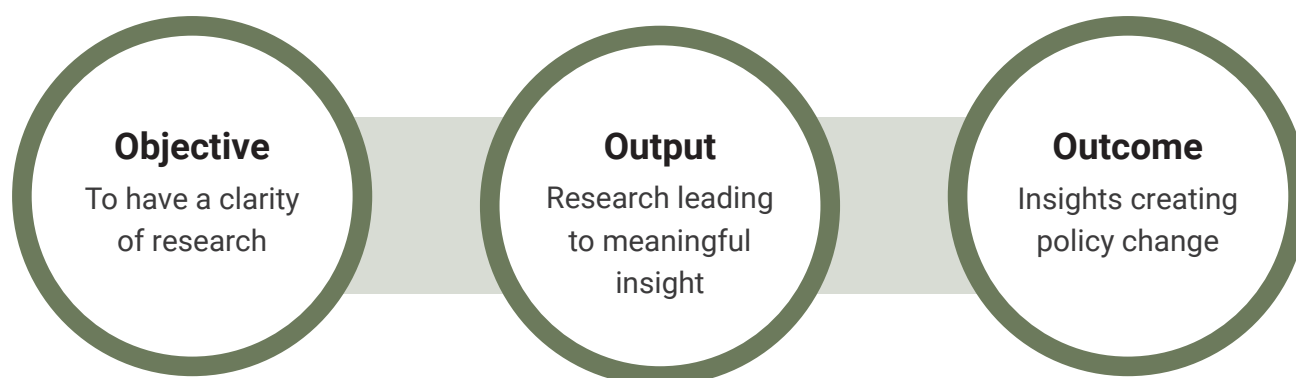 Objective
To have a clarity
of research
Output
Research leading
to meaningful
insight
Outcome
Insights creating
policy change